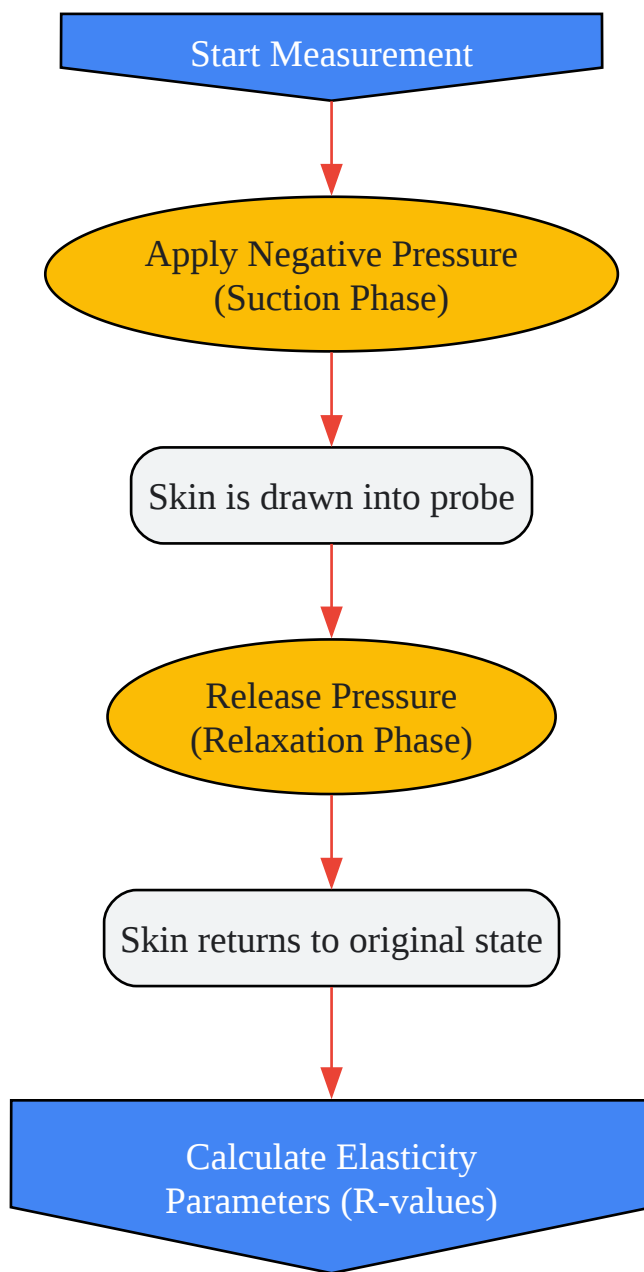 Start Measurement
Apply Negative Pressure
(Suction Phase)
Skin is drawn into probe
Release Pressure
(Relaxation Phase)
Skin returns to original state
Calculate Elasticity
Parameters (R-values)